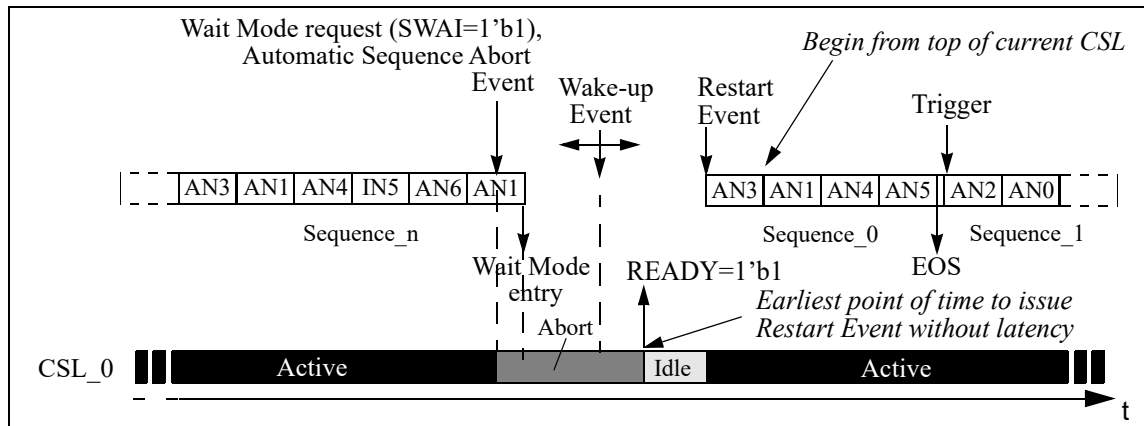 Wait Mode request (SWAI=1’b1),
Automatic Sequence Abort
Event
Wake-up
Event
Restart
Event
Begin from top of current CSL
Trigger
AN3 AN1 AN4 IN5 AN6 AN1
AN3 AN1 AN4 AN5 AN2 AN0
Sequence_n
Sequence_0
Sequence_1
Wait Mode
entry
READY=1’b1
EOS
Earliest point of time to issue
Restart Event without latency
Abort
CSL_0
Active
Idle
Active
t